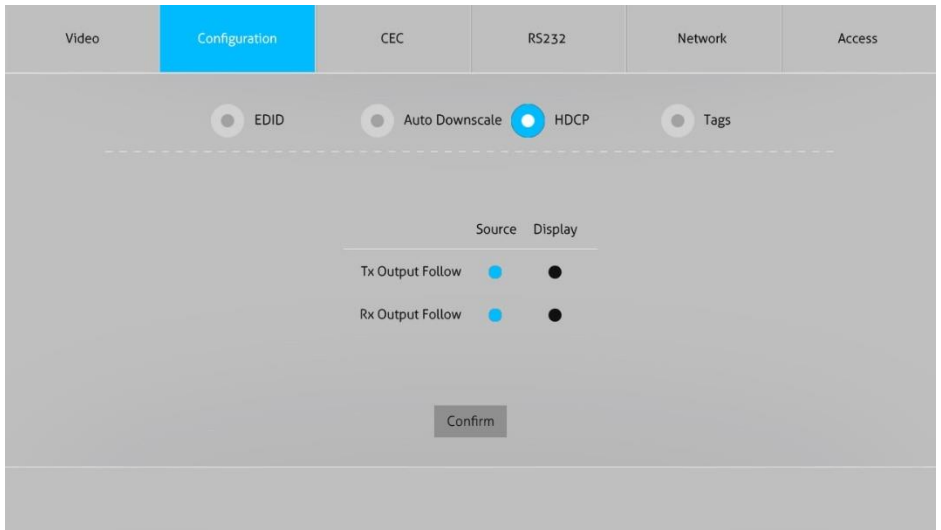 Video Configuration CEC RS232 Network Access
EDID Auto Downscale HDCP Tags
Source Display
Tx Output Follow
Rx Output Follow
Confirm